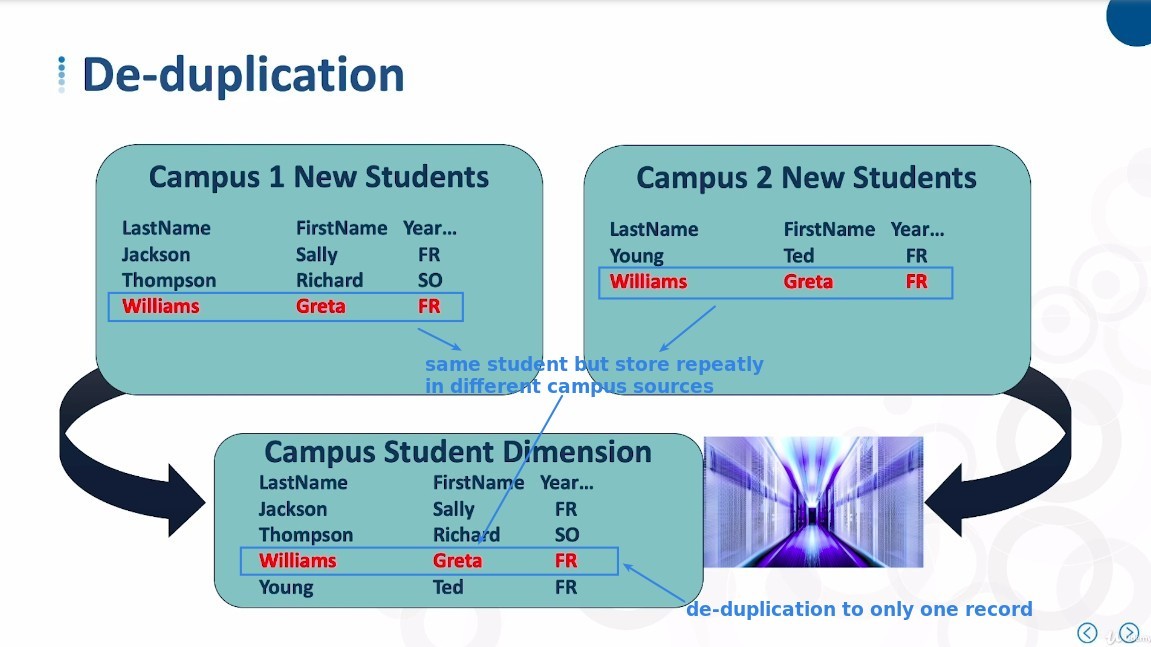 De-duplication
Campus 1 New Students
LastName FirstName Year...
Jackson Sally FR
Thompson Richard SO
Williams Greta FR
Campus 2 New Students
LastName FirstName Year...
Young Ted FR
Williams Greta FR
same student but store repeatly
in different campus sources
Campus Student Dimension
LastName FirstName Year...
Jackson Sally FR
Thompson Richard SO
Williams Greta FR
Young Ted FR
de-duplication to only one record